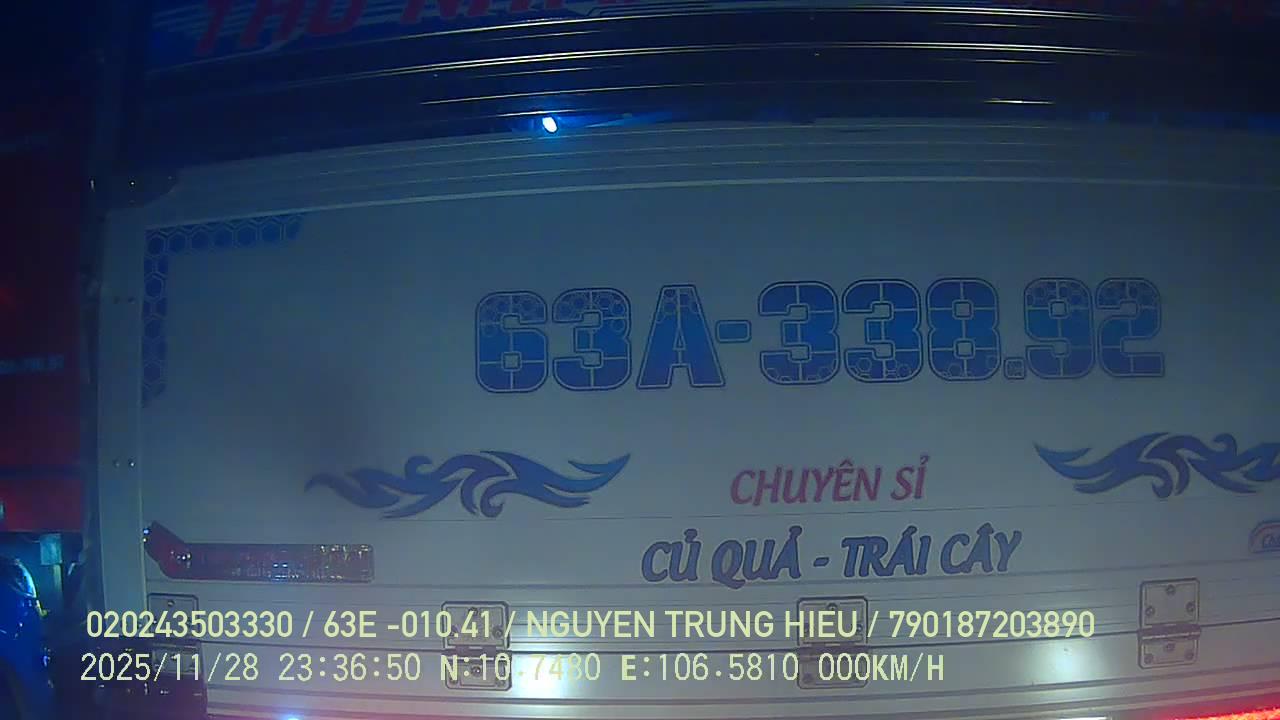 63A-338.92
CHUYÊN SỈ
CỦ QUẢ - TRÁI CÂY
020243503330 / 63E -010.41 / NGUYEN TRUNG HIEU / 790187203890
2025/11/28 23:36:50 N:10.7480 E:106.5810 000KM/H